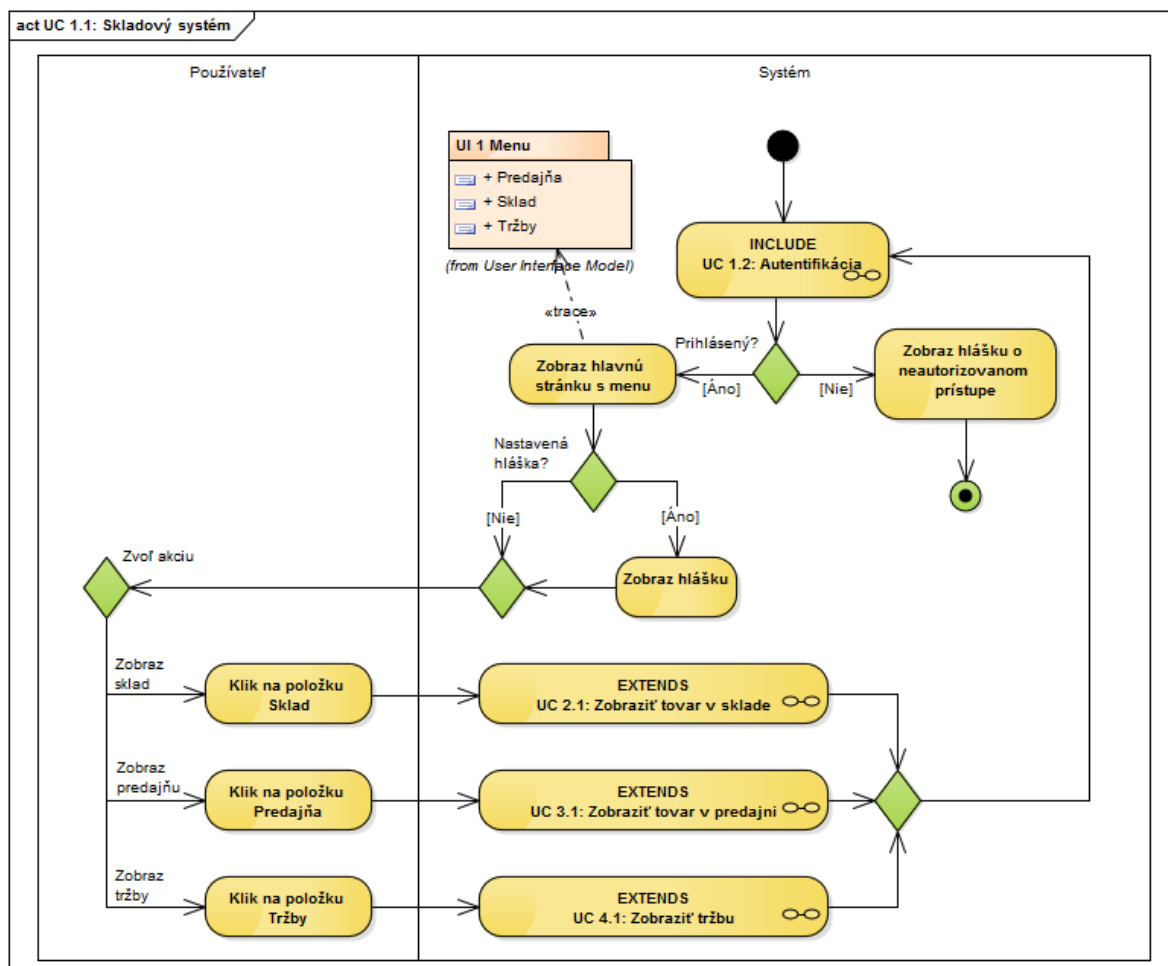 act UC 1.1: Skladový systém
Používateľ
Systém
UI 1 Menu
+ Predajňa
+ Sklad
+ Tržby
(from User Interface Model)
«trace»
INCLUDE
UC 1.2: Autentifikácia
Prihlásený?
[Áno]
[Nie]
Zobraz hlavnú
stránku s menu
Zobraz hlášku o
neautorizovanom
prístupe
Nastavená
hláška?
[Nie]
[Áno]
Zobraz hlášku
Zvoľ akciu
Zobraz
sklad
Klik na položku
Sklad
EXTENDS
UC 2.1: Zobraziť tovar v sklade
Zobraz
predajňu
Klik na položku
Predajňa
EXTENDS
UC 3.1: Zobraziť tovar v predajni
Zobraz
tržby
Klik na položku
Tržby
EXTENDS
UC 4.1: Zobraziť tržbu